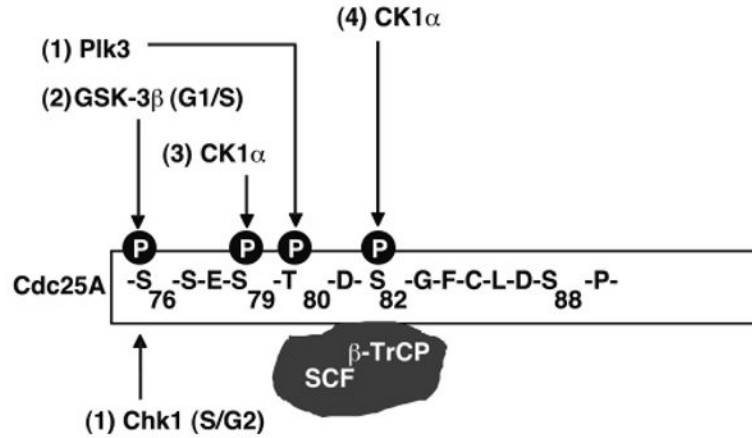 (4) CK1α
(1) Plk3
(2) GSK-3β (G1/S)
(3) CK1α
P P P P
Cdc25A -S76 -S-E-S79 -T80 -D- S82 -G-F-C-L-D-S88 -P-
β-TrCP
SCF
(1) Chk1 (S/G2)